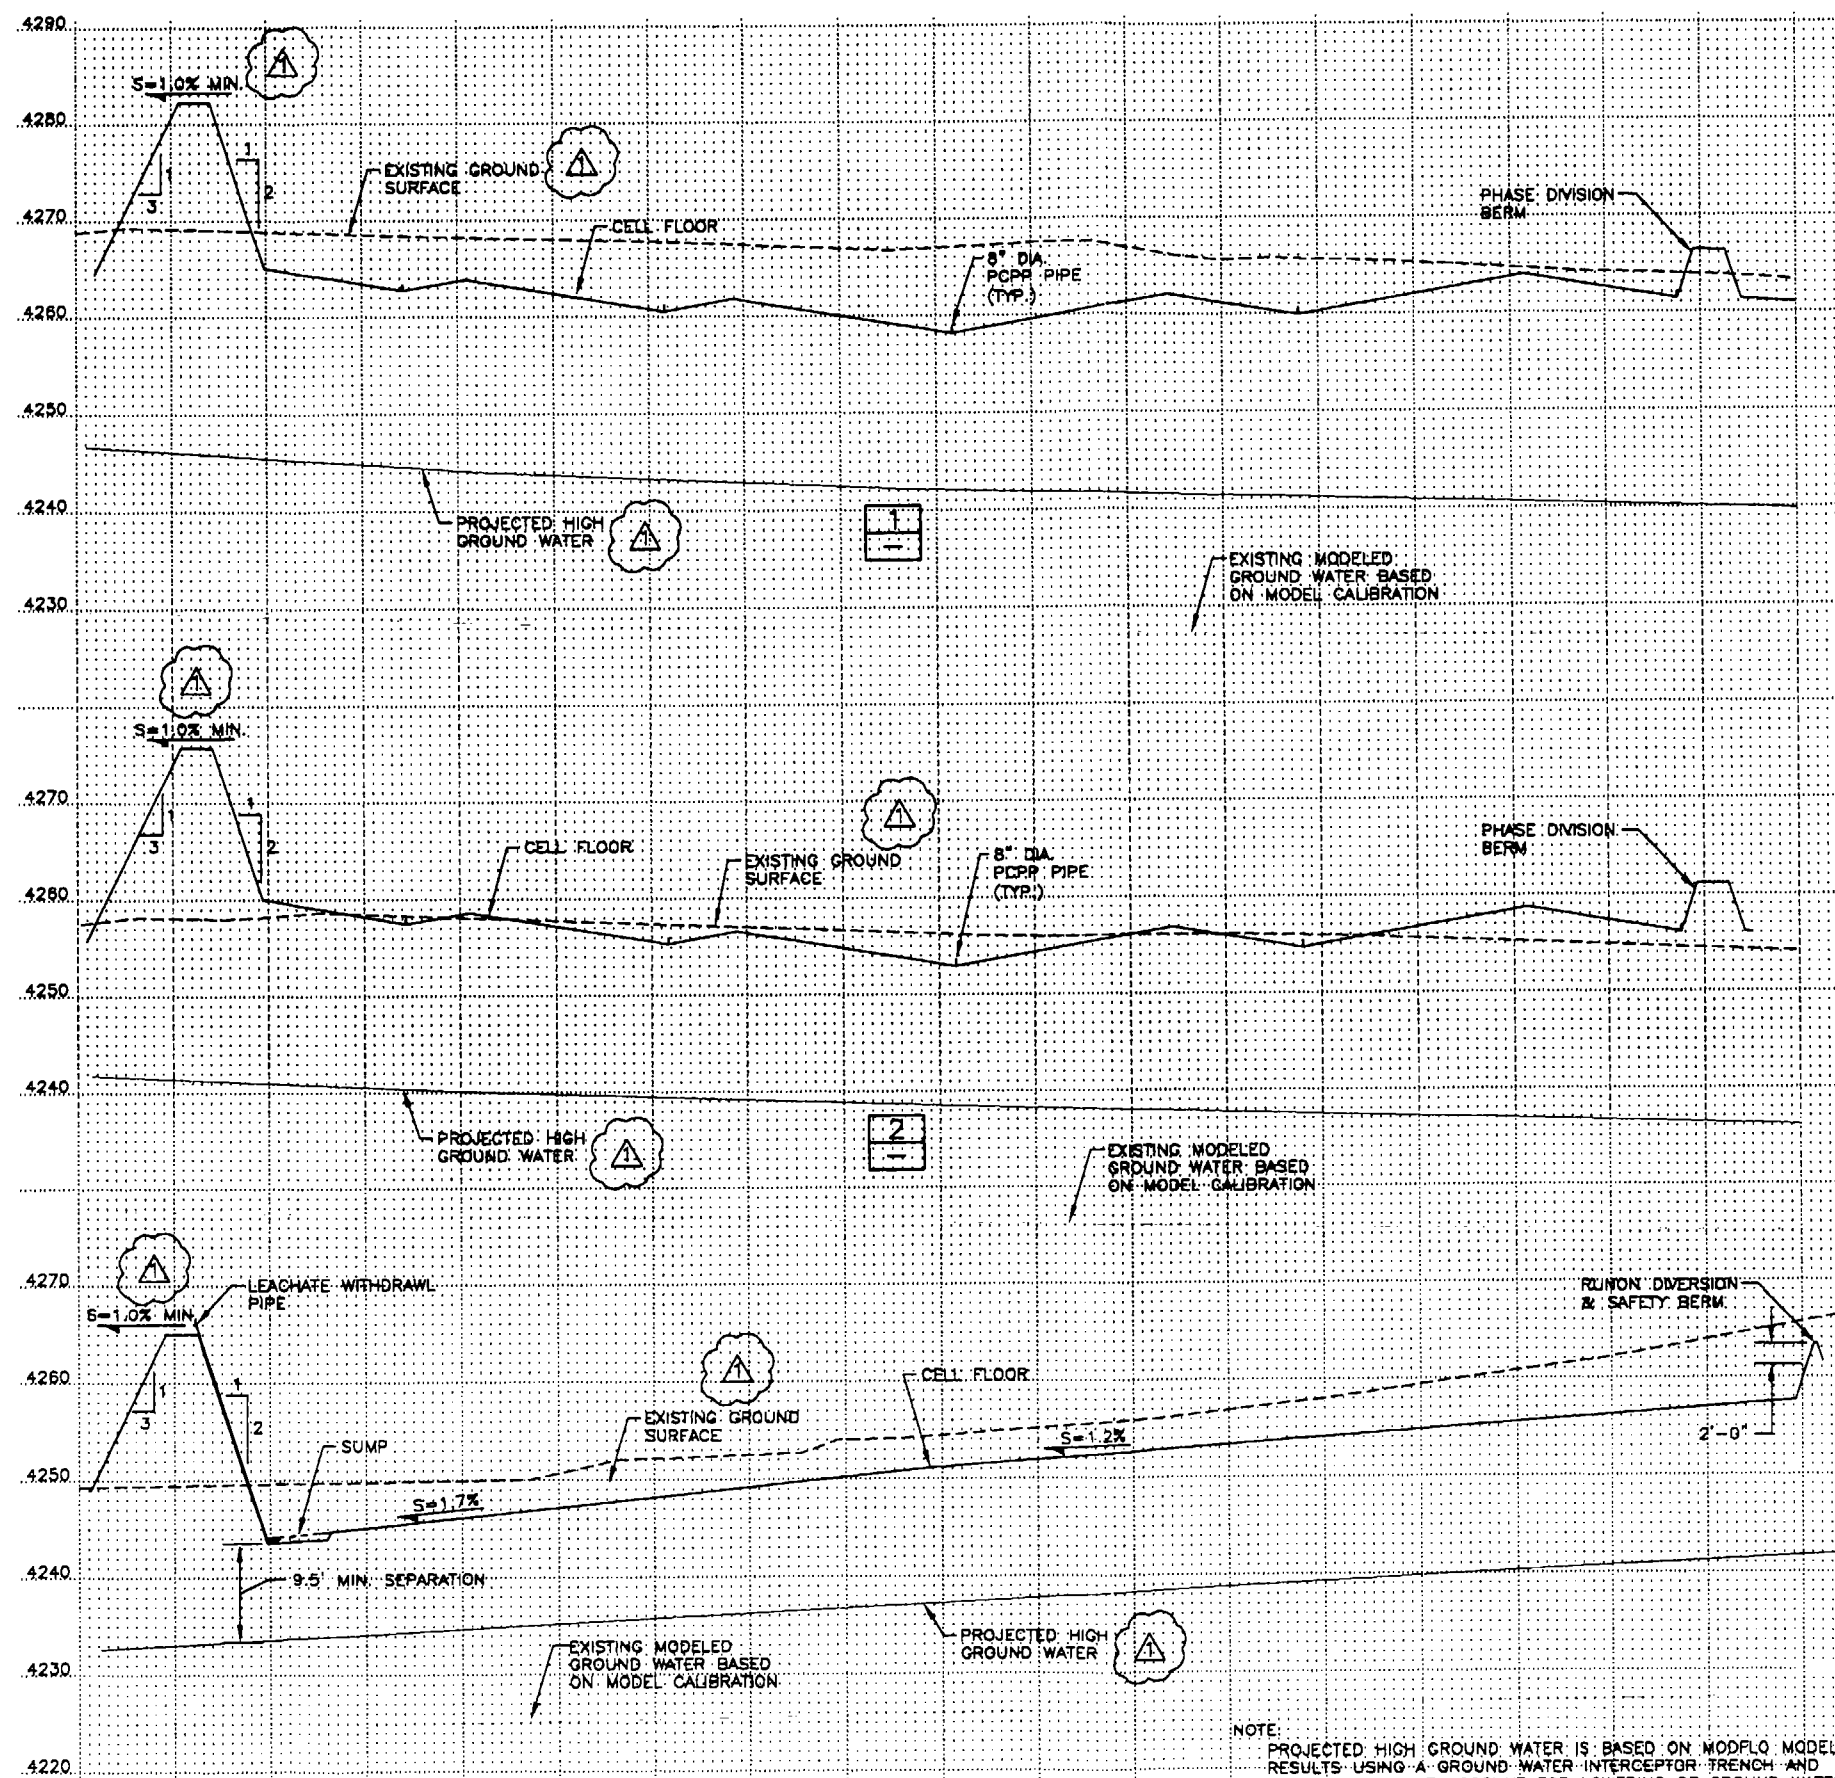 4290
1
S=1.0% MIN.
4280
1
1
3
1
2
EXISTING GROUND
SURFACE
1
CELL FLOOR
PHASE DIVISION
BERM
4270
8" DIA.
PCPP PIPE
(TYP.)
4260
4250
4240
PROJECTED HIGH
GROUND WATER
1
1
–
EXISTING MODELED
GROUND WATER BASED
ON MODEL CALIBRATION
4230
1
S=1.0% MIN.
4270
1
3
1
2
CELL FLOOR
EXISTING GROUND
SURFACE
1
8" DIA.
PCPP PIPE
(TYP.)
PHASE DIVISION
BERM
4260
4250
4240
PROJECTED HIGH
GROUND WATER
1
2
–
EXISTING MODELED
GROUND WATER BASED
ON MODEL CALIBRATION
1
4270
LEACHATE WITHDRAWL
PIPE
S=1.0% MIN.
RUNON DIVERSION
& SAFETY BERM
4260
1
3
1
2
1
CELL FLOOR
EXISTING GROUND
SURFACE
SUMP
S=1.2%
2'-0"
4250
S=1.7%
4240
9.5' MIN. SEPARATION
PROJECTED HIGH
GROUND WATER
1
EXISTING MODELED
GROUND WATER BASED
ON MODEL CALIBRATION
4230
NOTE:
PROJECTED HIGH GROUND WATER IS BASED ON MODFLO MODEL
RESULTS USING A GROUND WATER INTERCEPTOR TRENCH AND
4220